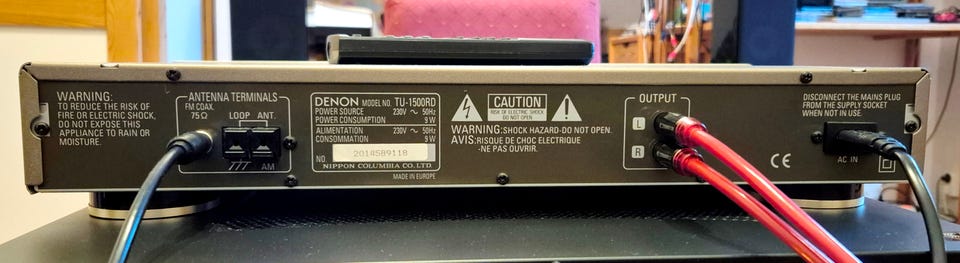 WARNING:
TO REDUCE THE RISK OF
FIRE OR ELECTRIC SHOCK,
DO NOT EXPOSE THIS
APPLIANCE TO RAIN OR
MOISTURE.
ANTENNA TERMINALS
FM COAX.
75Ω
LOOP ANT.
AM
DENON MODEL NO. TU-1500RD
POWER SOURCE 230V ~ 50Hz
POWER CONSUMPTION 9 W
ALIMENTATION 230V ~ 50Hz
CONSOMMATION 9 W
NO. 2014589118
NIPPON COLUMBIA CO., LTD.
MADE IN EUROPE
CAUTION
RISK OF ELECTRIC SHOCK
DO NOT OPEN
WARNING:SHOCK HAZARD-DO NOT OPEN.
AVIS:RISQUE DE CHOC ELECTRIQUE
-NE PAS OUVRIR.
OUTPUT
L
R
CE
DISCONNECT THE MAINS PLUG
FROM THE SUPPLY SOCKET
WHEN NOT IN USE.
AC IN